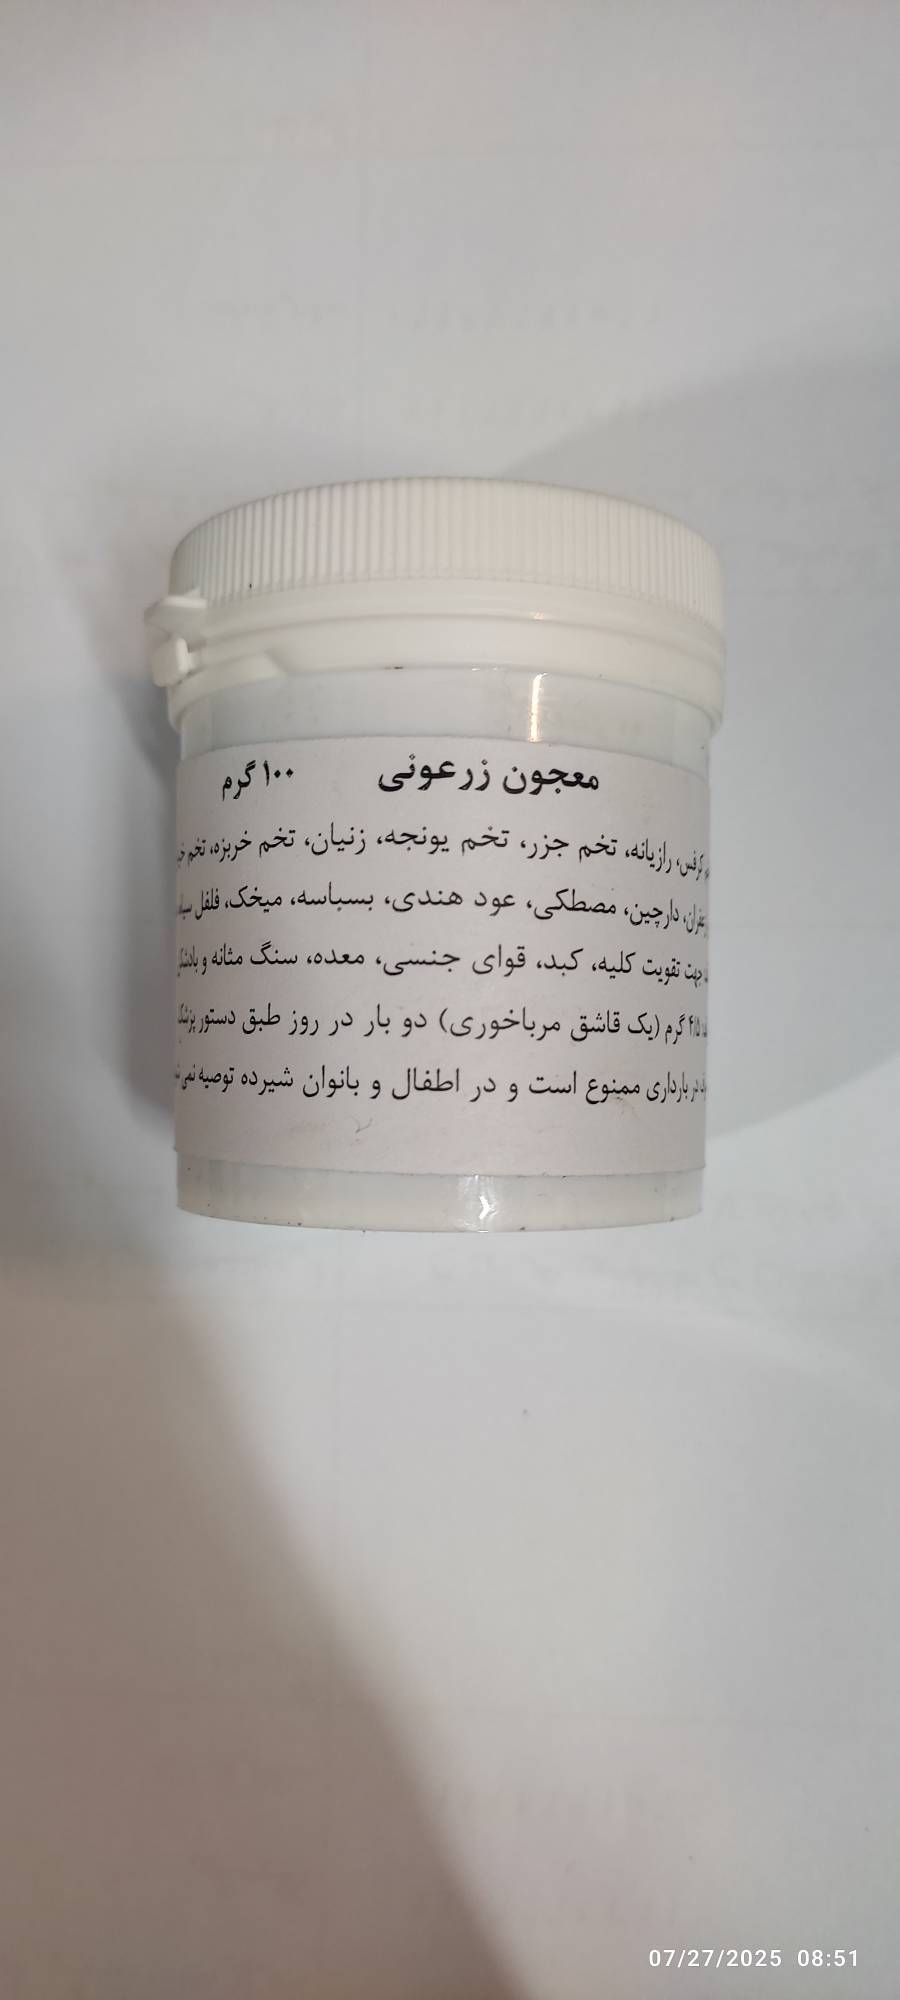 معجون زرعونی ۱۰۰ گرم
کرفس، رازیانه، تخم جزر، تخم یونجه، زنیان، تخم خربزه، تخم
دارچین، مصطکی، عود هندی، بسباسه، میخک، فلفل
جهت تقویت کلیه، کبد، قوای جنسی، معده، سنگ مثانه و
۴/۵ گرم (یک قاشق مرباخوری) دو بار در روز طبق دستور پزشک
در بارداری ممنوع است و در اطفال و بانوان شیرده توصیه نمی
07/27/2025 08:51